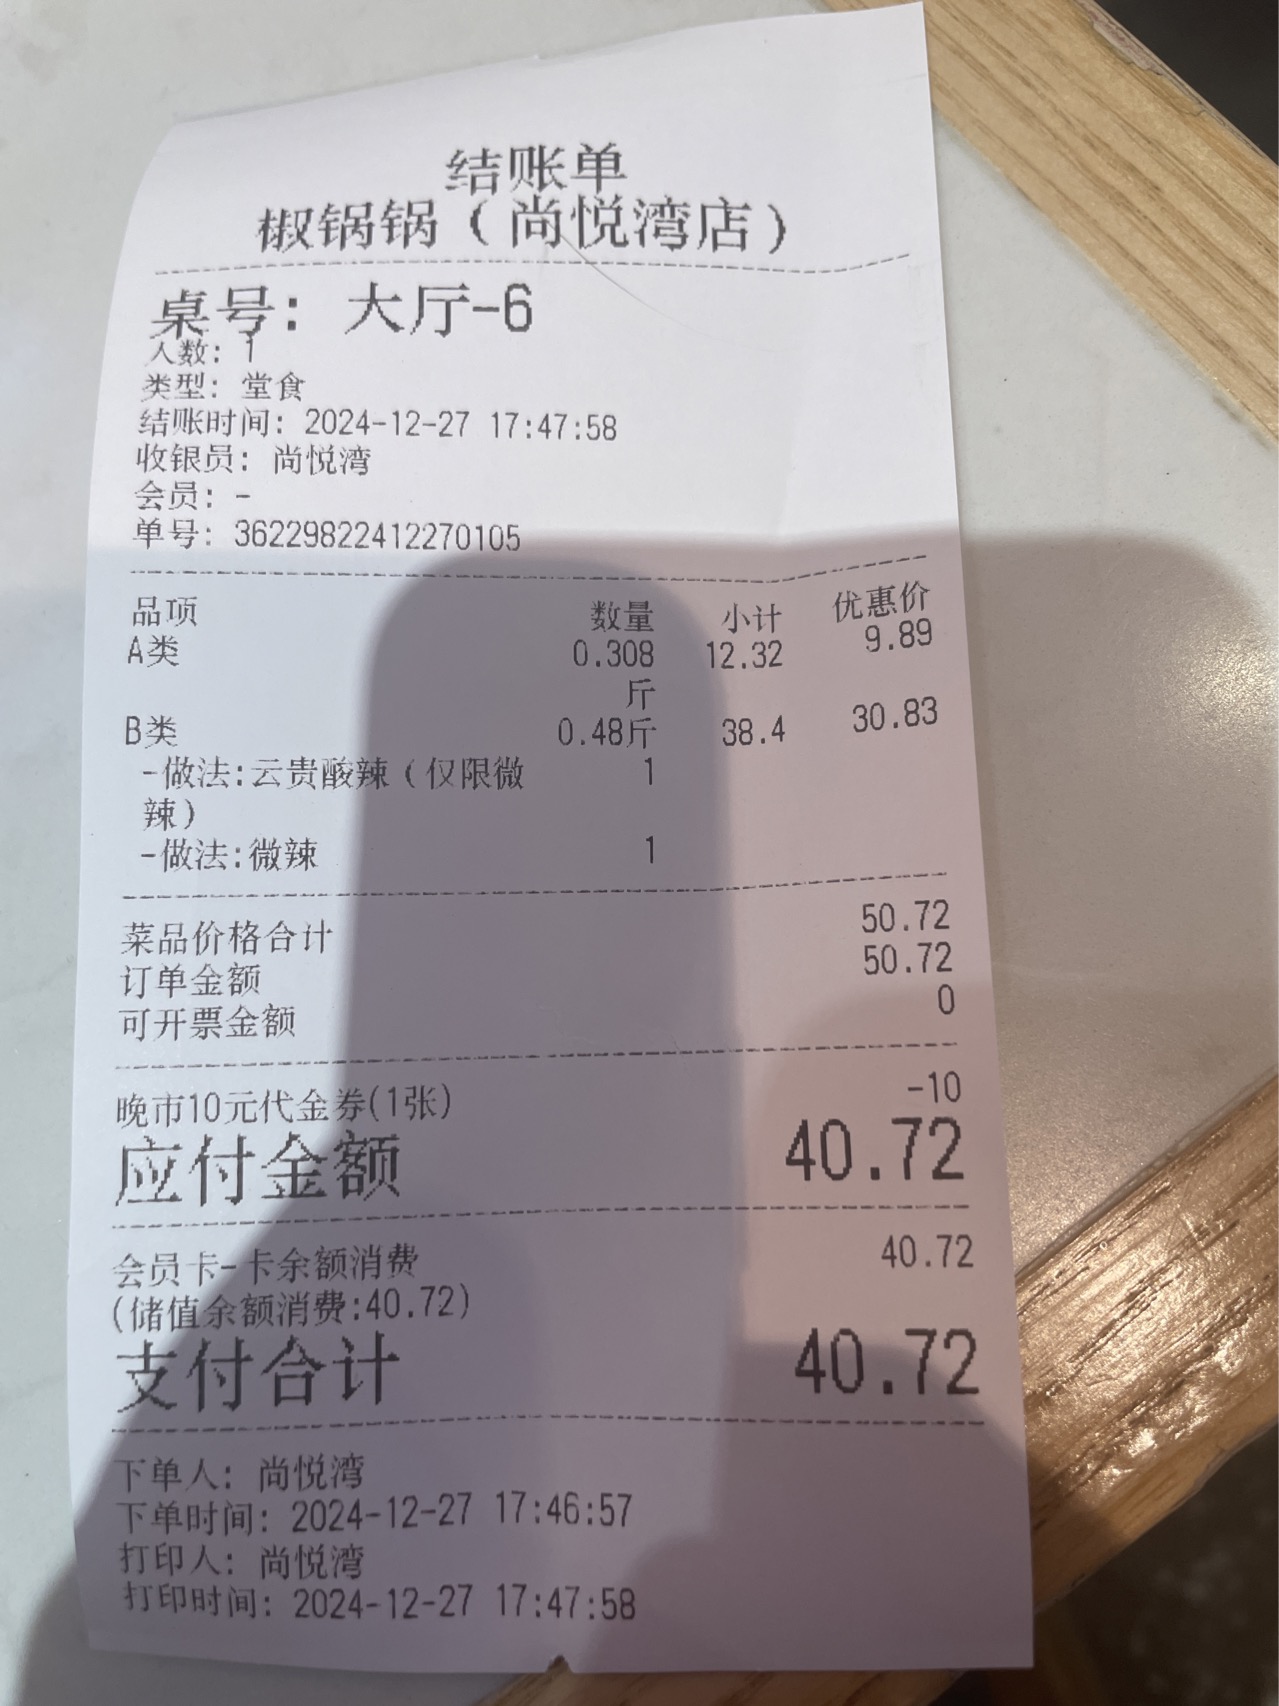 结账单
椒锅锅（尚悦湾店）
桌号: 大厅-6
人数: 1
类型: 堂食
结账时间: 2024-12-27 17:47:58
收银员: 尚悦湾
会员: -
单号: 36229822412270105
品项 数量 小计 优惠价
A类 0.308 12.32 9.89
斤
B类 0.48斤 38.4 30.83
-做法:云贵酸辣（仅限微 1
辣）
-做法:微辣 1
菜品价格合计 50.72
订单金额 50.72
可开票金额 0
晚市10元代金券(1张) -10
应付金额 40.72
会员卡-卡余额消费 40.72
(储值余额消费:40.72)
支付合计 40.72
下单人: 尚悦湾
下单时间: 2024-12-27 17:46:57
打印人: 尚悦湾
打印时间: 2024-12-27 17:47:58